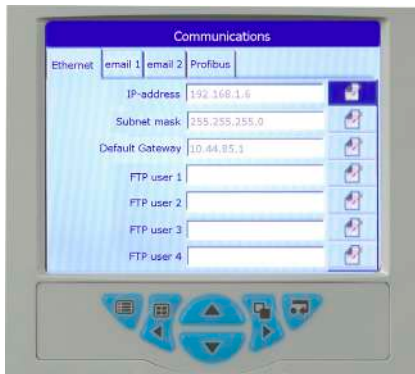 Communications
Ethernet email 1 email 2 Profibus
IP-address 192.168.1.6
Subnet mask 255.255.255.0
Default Gateway 10.44.85.1
FTP user 1
FTP user 2
FTP user 3
FTP user 4